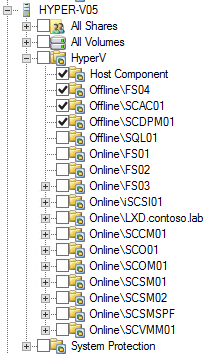 HYPER-V05
All Shares
All Volumes
HyperV
Host Component
Offline\FS04
Offline\SCAC01
Offline\SCDPM01
Offline\SQL01
Online\FS01
Online\FS02
Online\FS03
Online\iSCSI01
Online\LXD.contoso.lab
Online\SCCM01
Online\SCO01
Online\SCOM01
Online\SCSM01
Online\SCSM02
Online\SCSMSPF
Online\SCVMM01
System Protection